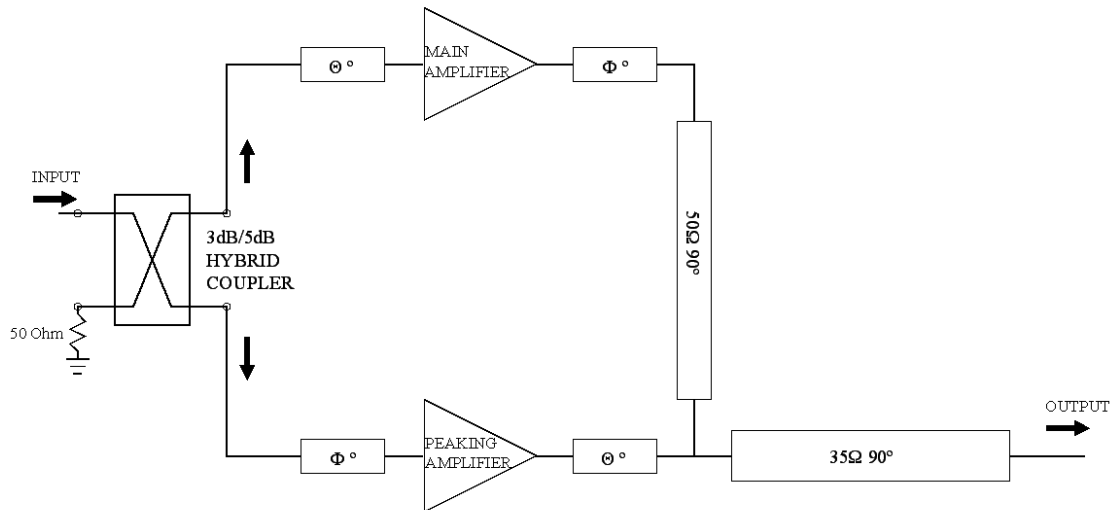 Θ °
MAIN
AMPLIFIER
Φ °
INPUT
3dB/5dB
HYBRID
COUPLER
50Ω 90°
50 Ohm
Φ °
PEAKING
AMPLIFIER
Θ °
35Ω 90°
OUTPUT